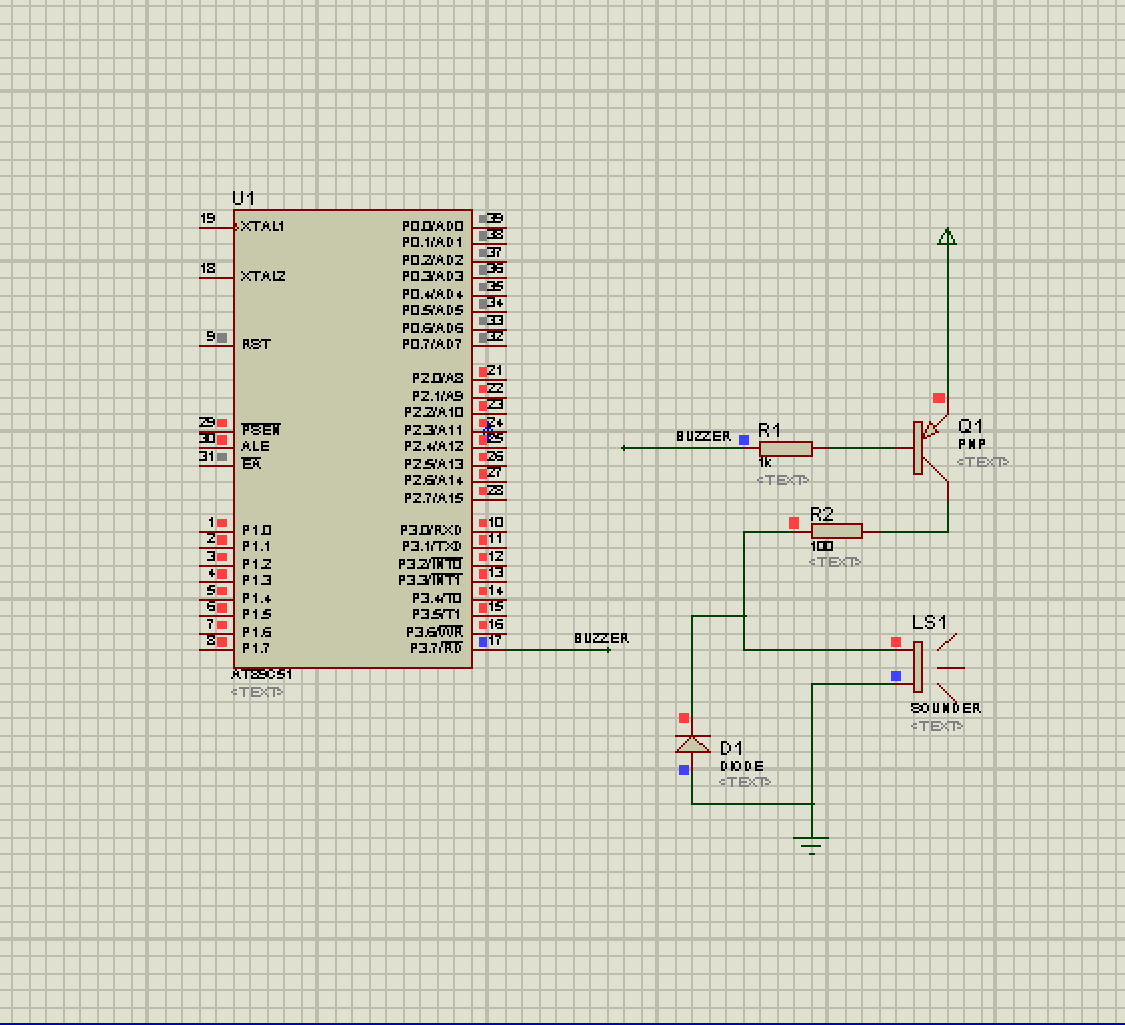 U1
19 XTAL1
18 XTAL2
9 RST
29 PSEN
30 ALE
31 EA
1 P1.0
2 P1.1
3 P1.2
4 P1.3
5 P1.4
6 P1.5
7 P1.6
8 P1.7
P0.0/AD0 39
P0.1/AD1 38
P0.2/AD2 37
P0.3/AD3 36
P0.4/AD4 35
P0.5/AD5 34
P0.6/AD6 33
P0.7/AD7 32
P2.0/A8 21
P2.1/A9 22
P2.2/A10 23
P2.3/A11 24
P2.4/A12 25
P2.5/A13 26
P2.6/A14 27
P2.7/A15 28
P3.0/RXD 10
P3.1/TXD 11
P3.2/INT0 12
P3.3/INT1 13
P3.4/T0 14
P3.5/T1 15
P3.6/WR 16
P3.7/RD 17
AT89C51
<TEXT>
BUZZER
BUZZER
R1
1k
<TEXT>
Q1
PNP
<TEXT>
R2
100
<TEXT>
LS1
SOUNDER
<TEXT>
D1
DIODE
<TEXT>